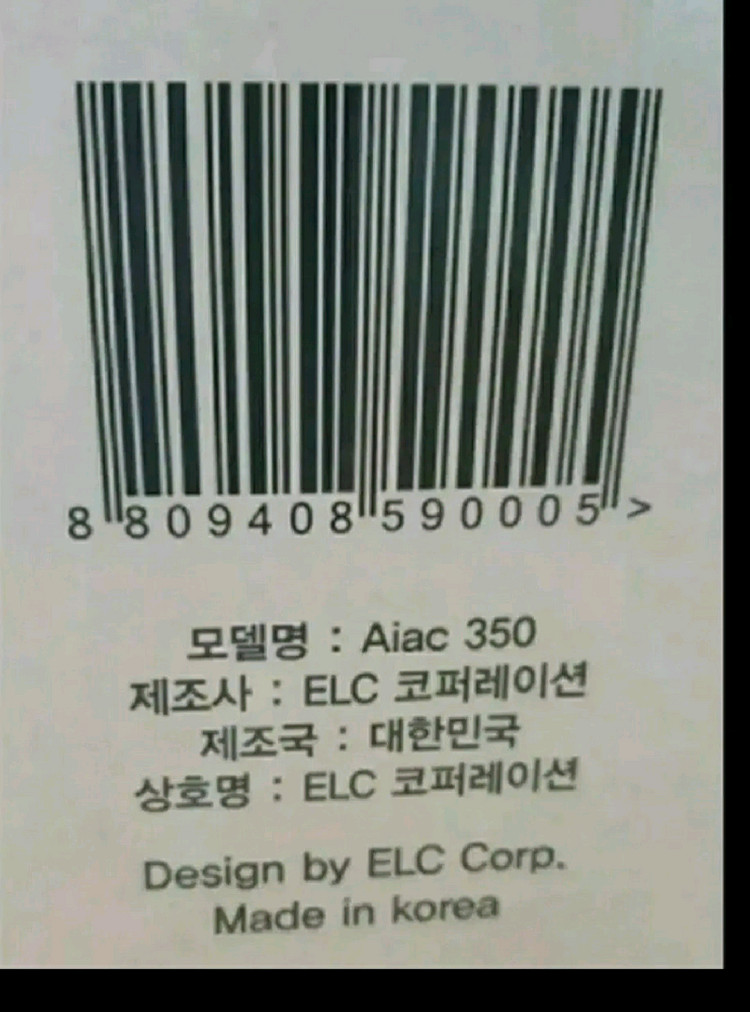 8 809408 590005 >
모델명 : Aiac 350
제조사 : ELC 코퍼레이션
제조국 : 대한민국
상호명 : ELC 코퍼레이션
Design by ELC Corp.
Made in korea